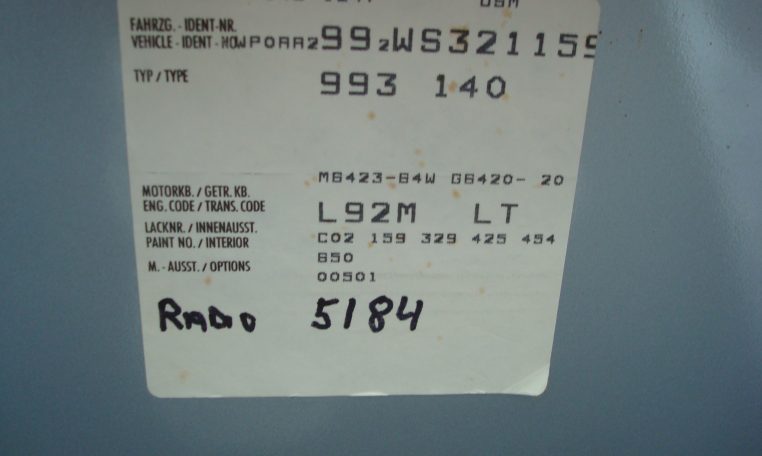 FAHRZG. - IDENT-NR.
VEHICLE - IDENT - NO WP0AA2992WS321159
TYP / TYPE 993 140
M6423-64W G6420- 20
MOTORKB. / GETR. KB.
ENG. CODE / TRANS. CODE L92M LT
LACKNR. / INNENAUSST.
PAINT NO. / INTERIOR C02 159 329 425 454
650
M. - AUSST. / OPTIONS 00501
RADIO 5184